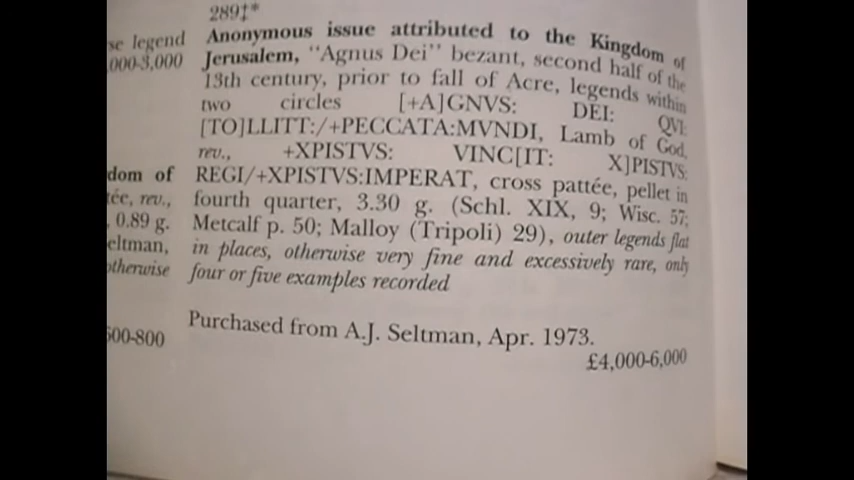 se legend
,000-3,000
dom of
tée, rev.,
, 0.89 g.
eltman,
otherwise
500-800
289‡*
Anonymous issue attributed to the Kingdom of
Jerusalem, "Agnus Dei" bezant, second half of the
13th century, prior to fall of Acre, legends within
two circles [+A]GNVS: DEI: QVI:
[TO]LLITT:/+PECCATA:MVNDI, Lamb of God,
rev., +XPISTVS: VINC[IT: X]PISTVS:
REGI/+XPISTVS:IMPERAT, cross pattée, pellet in
fourth quarter, 3.30 g. (Schl. XIX, 9; Wisc. 57;
Metcalf p. 50; Malloy (Tripoli) 29), outer legends flat
in places, otherwise very fine and excessively rare, only
four or five examples recorded
Purchased from A.J. Seltman, Apr. 1973.
£4,000-6,000